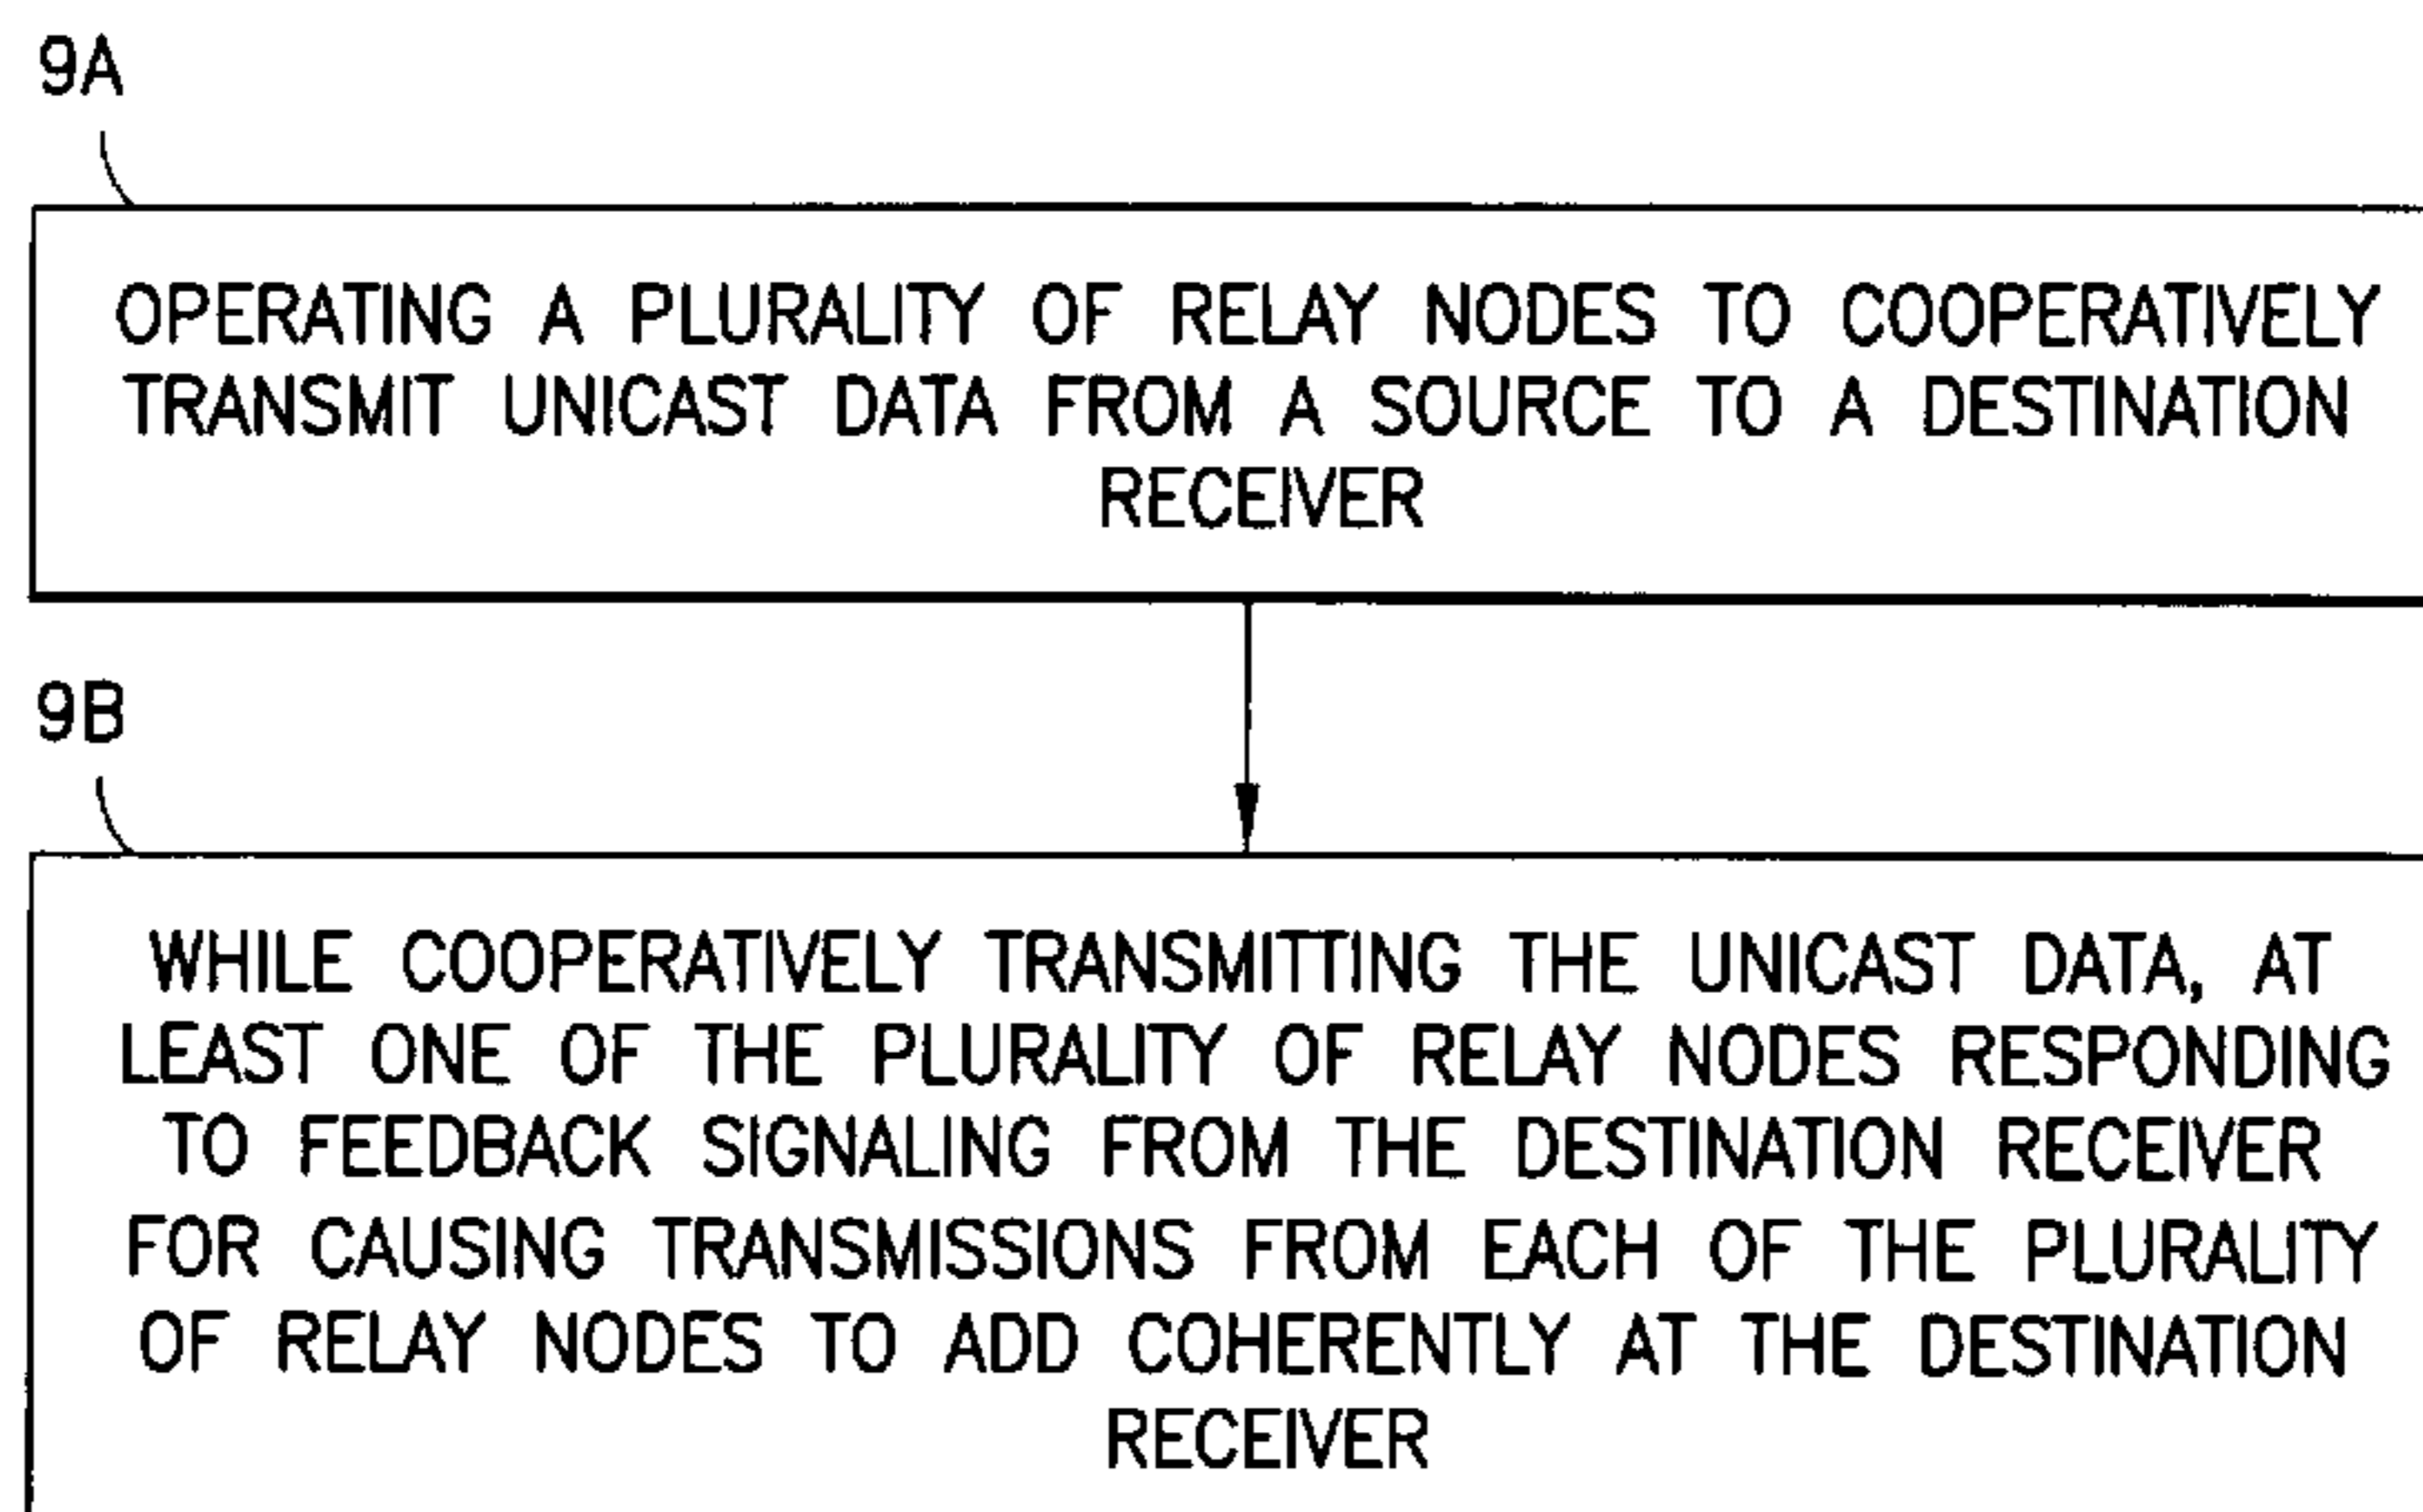 9A
OPERATING A PLURALITY OF RELAY NODES TO COOPERATIVELY
TRANSMIT UNICAST DATA FROM A SOURCE TO A DESTINATION
RECEIVER
9B
WHILE COOPERATIVELY TRANSMITTING THE UNICAST DATA, AT
LEAST ONE OF THE PLURALITY OF RELAY NODES RESPONDING
TO FEEDBACK SIGNALING FROM THE DESTINATION RECEIVER
FOR CAUSING TRANSMISSIONS FROM EACH OF THE PLURALITY
OF RELAY NODES TO ADD COHERENTLY AT THE DESTINATION
RECEIVER